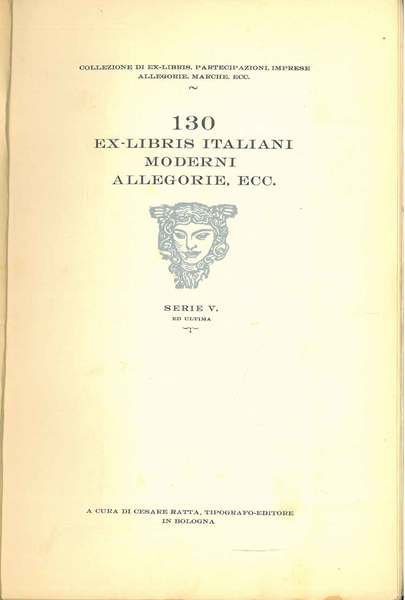 COLLEZIONE DI EX-LIBRIS, PARTECIPAZIONI, IMPRESE
ALLEGORIE, MARCHE, ECC.
130
EX-LIBRIS ITALIANI
MODERNI
ALLEGORIE, ECC.
SERIE V.
ED ULTIMA
A CURA DI CESARE RATTA, TIPOGRAFO-EDITORE
IN BOLOGNA